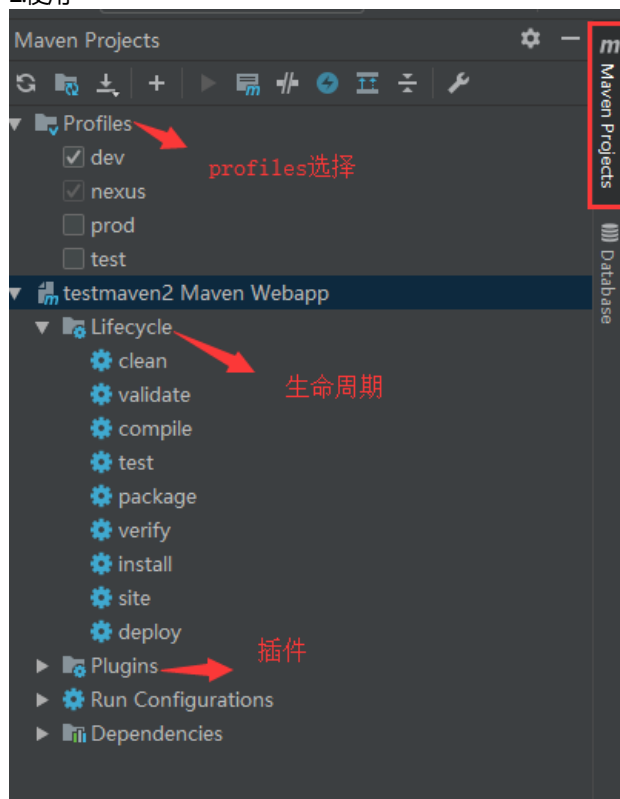 Maven Projects
Profiles
profiles选择
dev
nexus
prod
test
testmaven2 Maven Webapp
Lifecycle
生命周期
clean
validate
compile
test
package
verify
install
site
deploy
插件
Plugins
Run Configurations
Dependencies
m Maven Projects
Database